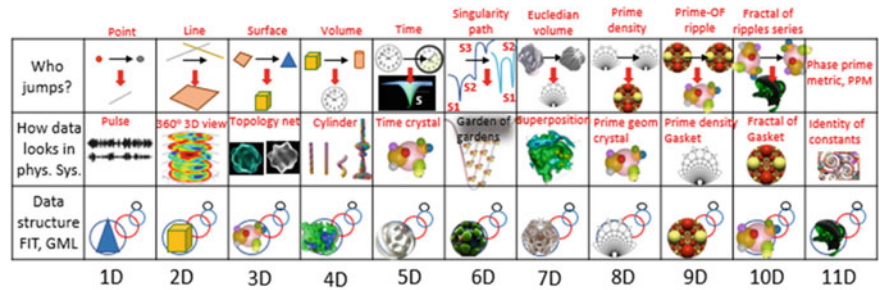 Point
Line
Surface
Volume
Time
Singularity path
Eucledian volume
Prime density
Prime-OF ripple
Fractal of ripples series
Who jumps?
S
S3
S2
S2
S1
S1
Phase prime metric, PPM
How data looks in phys. Sys.
Pulse
360° 3D view
Topology net
Cylinder
Time crystal
Garden of gardens
superposition
Prime geom crystal
Prime density Gasket
Fractal of Gasket
Identity of constants
Data structure FIT, GML
1D
2D
3D
4D
5D
6D
7D
8D
9D
10D
11D